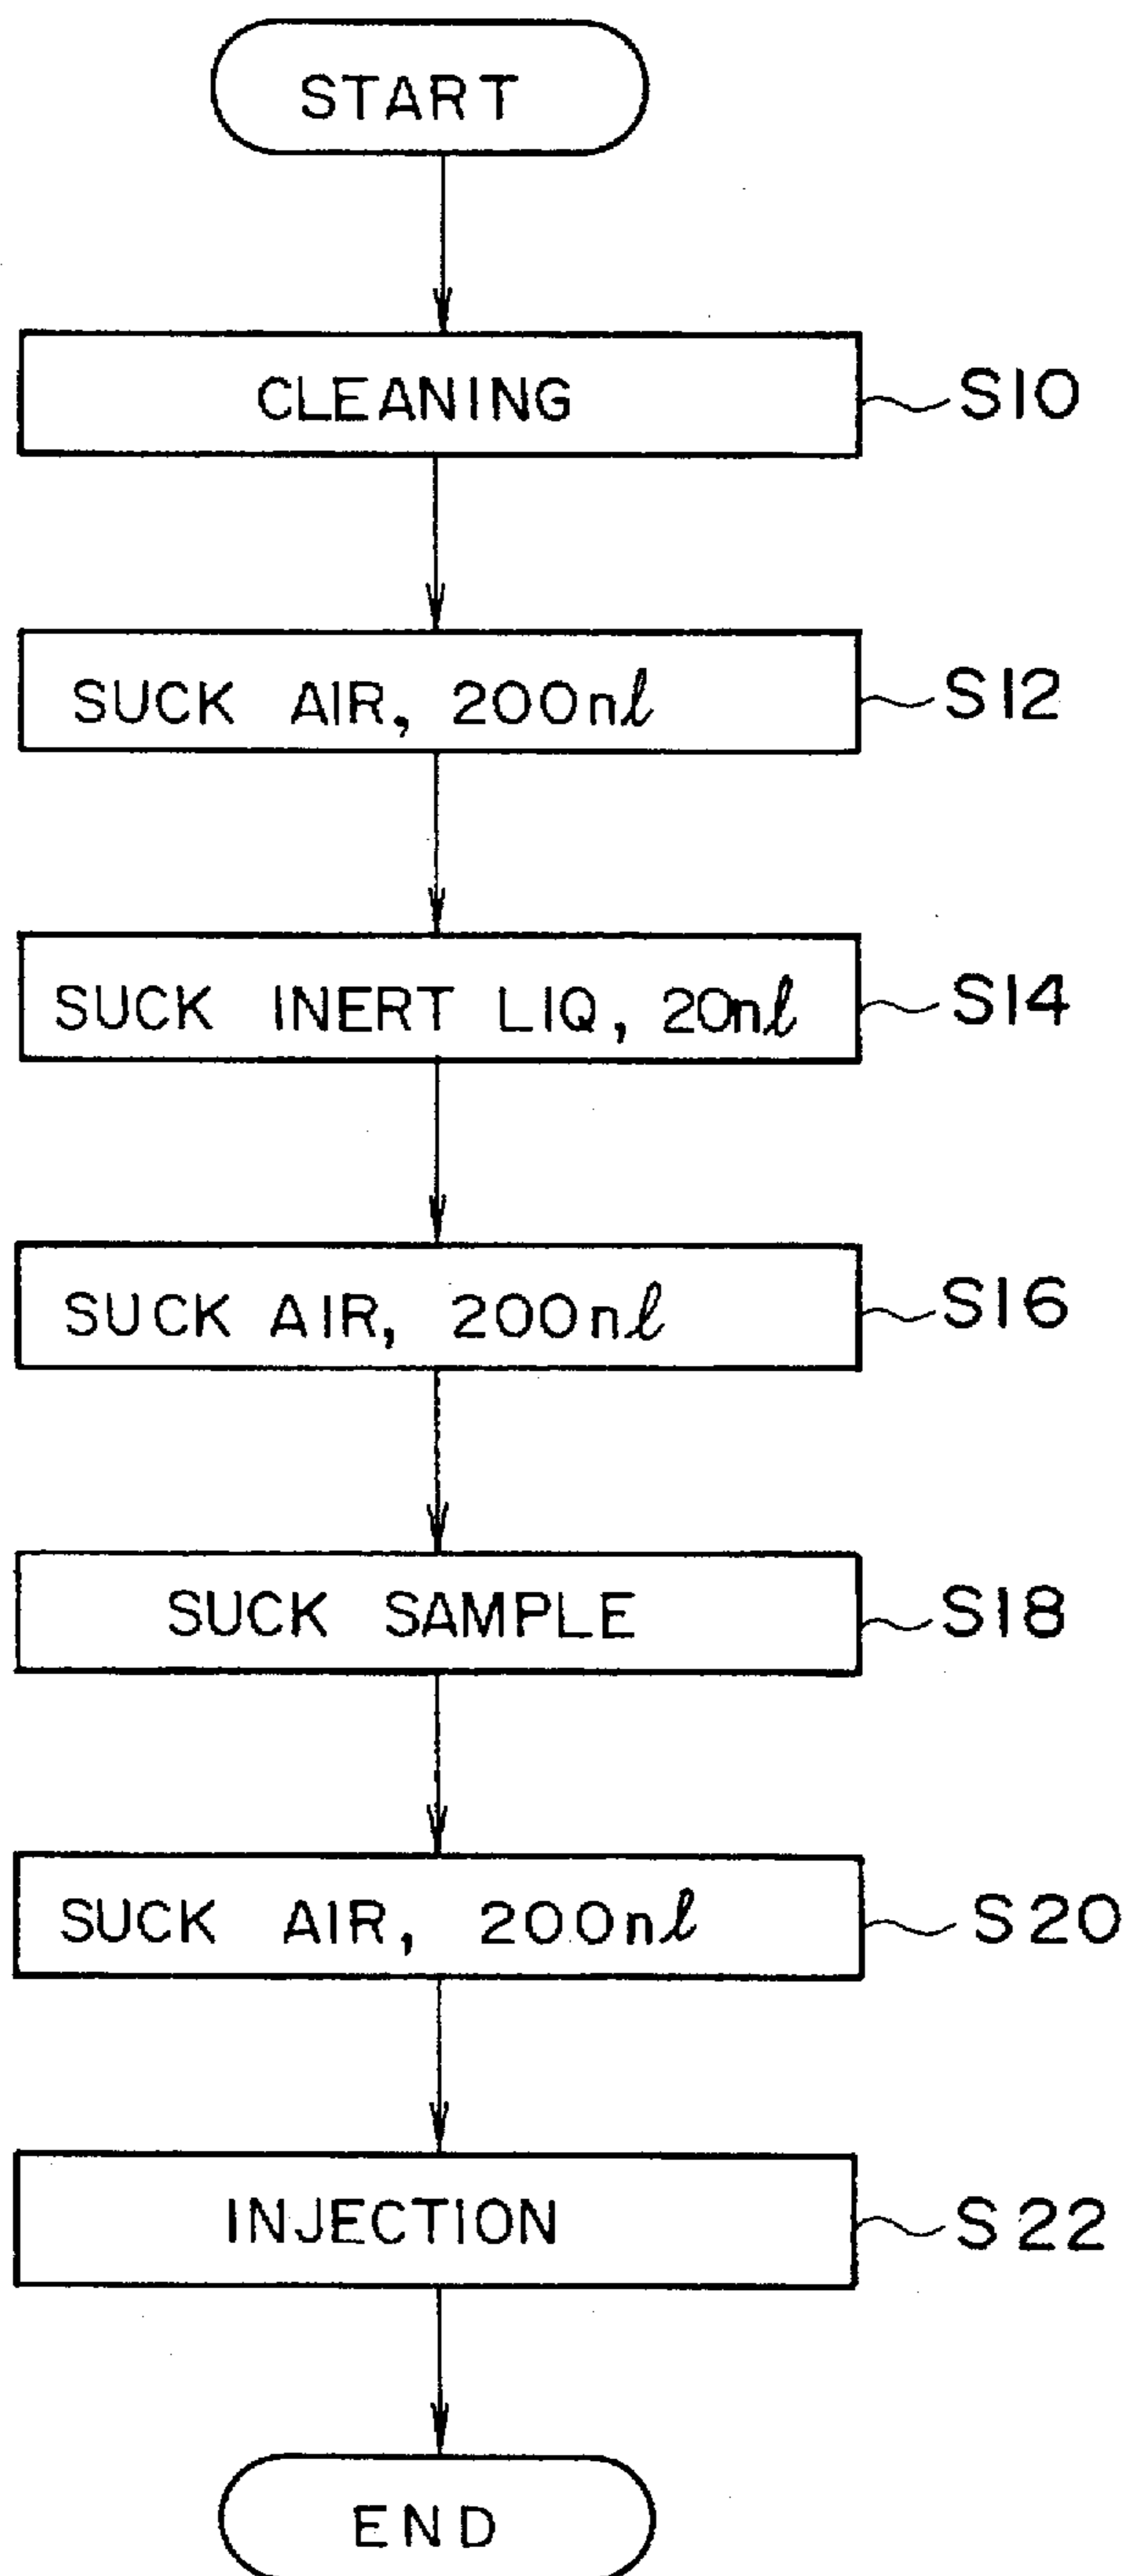 START
CLEANING S10
SUCK AIR, 200nl S12
SUCK INERT LIQ, 20nl S14
SUCK AIR, 200nl S16
SUCK SAMPLE S18
SUCK AIR, 200nl S20
INJECTION S22
END